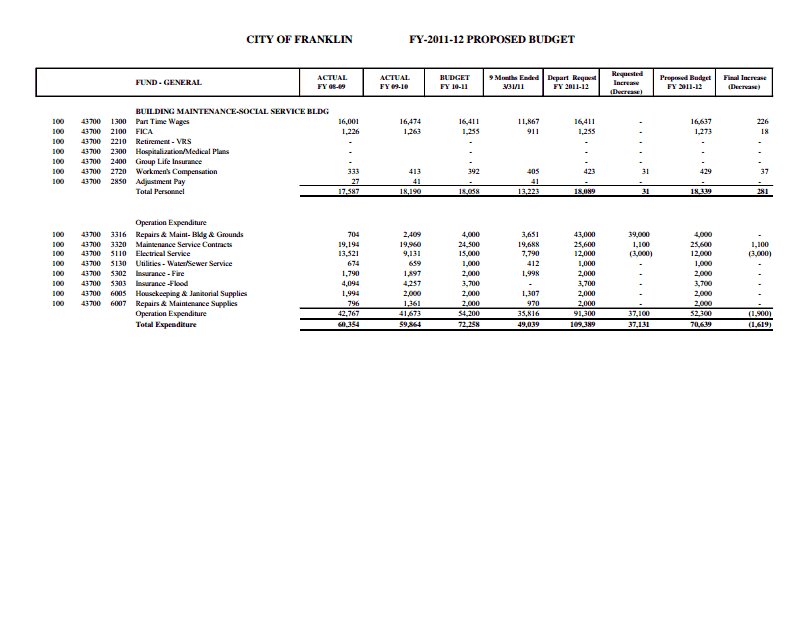 CITY OF FRANKLIN FY-2011-12 PROPOSED BUDGET
FUND - GENERAL ACTUAL FY 08-09 ACTUAL FY 09-10 BUDGET FY 10-11 9 Months Ended 3/31/11 Depart Request FY 2011-12 Requested Increase (Decrease) Proposed Budget FY 2011-12 Final Increase (Decrease)
BUILDING MAINTENANCE-SOCIAL SERVICE BLDG
100 43700 1300 Part Time Wages 16,001 16,474 16,411 11,867 16,411 - 16,637 226
100 43700 2100 FICA 1,226 1,263 1,255 911 1,255 - 1,273 18
100 43700 2210 Retirement - VRS - - - - - - - -
100 43700 2300 Hospitalization/Medical Plans - - - - - - - -
100 43700 2400 Group Life Insurance - - - - - - - -
100 43700 2720 Workmen's Compensation 333 413 392 405 423 31 429 37
100 43700 2850 Adjustment Pay 27 41 - 41 - - - -
Total Personnel 17,587 18,190 18,058 13,223 18,089 31 18,339 281
Operation Expenditure
100 43700 3316 Repairs & Maint- Bldg & Grounds 704 2,409 4,000 3,651 43,000 39,000 4,000 -
100 43700 3320 Maintenance Service Contracts 19,194 19,960 24,500 19,688 25,600 1,100 25,600 1,100
100 43700 5110 Electrical Service 13,521 9,131 15,000 7,790 12,000 (3,000) 12,000 (3,000)
100 43700 5130 Utilities - Water/Sewer Service 674 659 1,000 412 1,000 - 1,000 -
100 43700 5302 Insurance - Fire 1,790 1,897 2,000 1,998 2,000 - 2,000 -
100 43700 5303 Insurance -Flood 4,094 4,257 3,700 - 3,700 - 3,700 -
100 43700 6005 Housekeeping & Janitorial Supplies 1,994 2,000 2,000 1,307 2,000 - 2,000 -
100 43700 6007 Repairs & Maintenance Supplies 796 1,361 2,000 970 2,000 - 2,000 -
Operation Expenditure 42,767 41,673 54,200 35,816 91,300 37,100 52,300 (1,900)
Total Expenditure 60,354 59,864 72,258 49,039 109,389 37,131 70,639 (1,619)